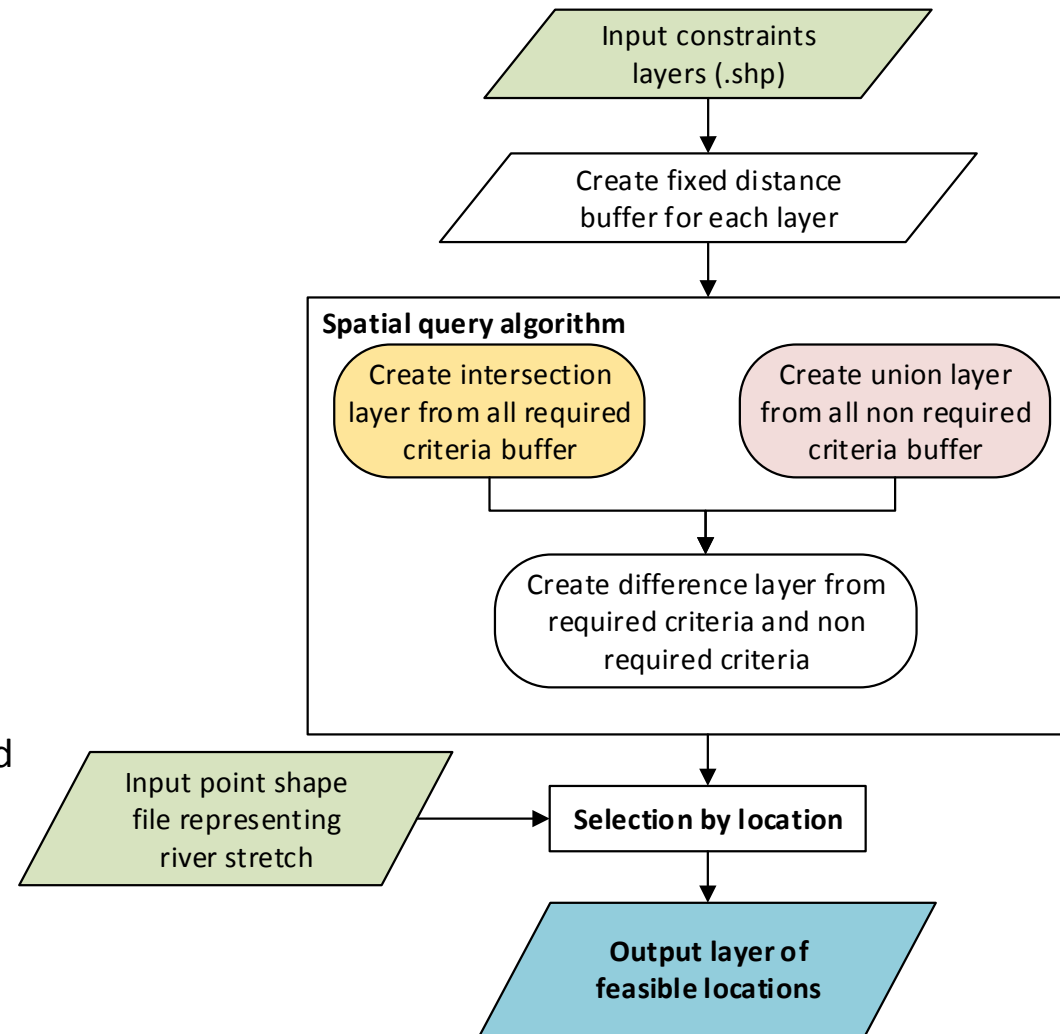 Input constraints
layers (.shp)
Create fixed distance
buffer for each layer
Spatial query algorithm
Create intersection
layer from all required
criteria buffer
Create union layer
from all non required
criteria buffer
Create difference layer from
required criteria and non
required criteria
d
Input point shape
file representing
river stretch
Selection by location
Output layer of
feasible locations